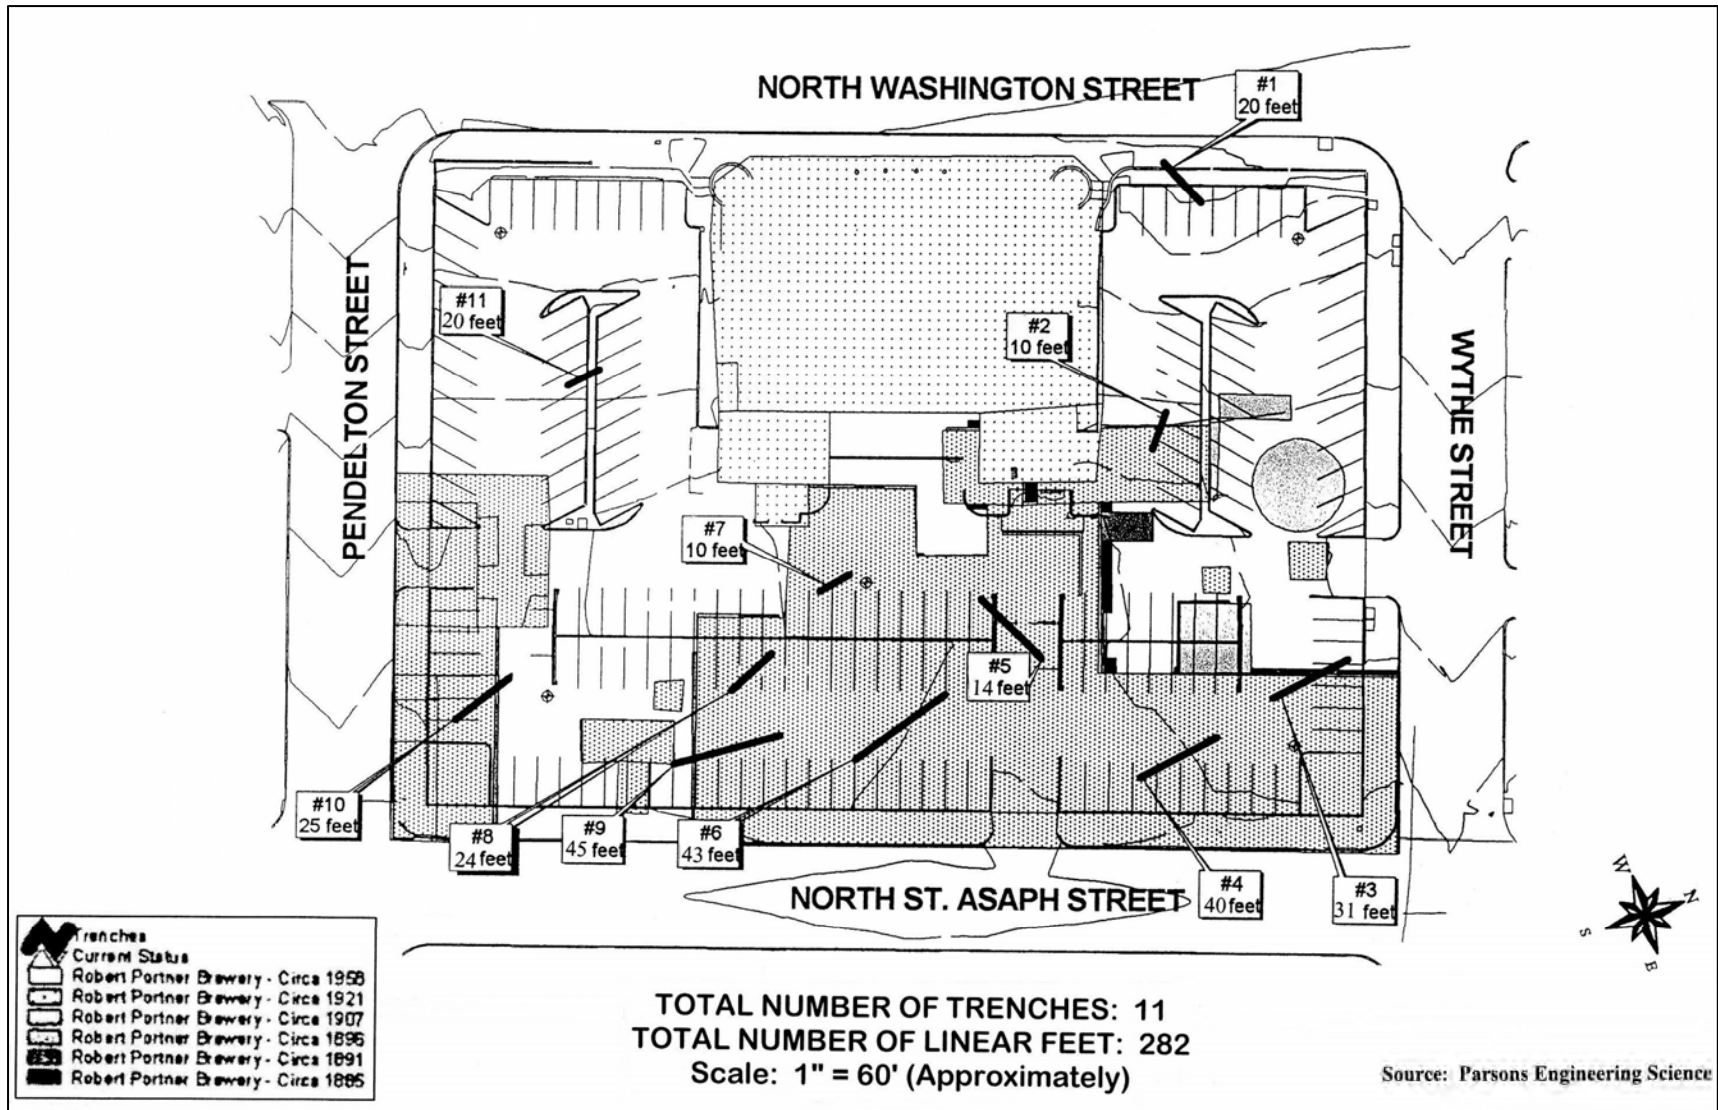 NORTH WASHINGTON STREET
#1
20 feet
PENDELTON STREET
#11
20 feet
#2
10 feet
WYTHE STREET
#7
10 feet
#5
14 feet
#10
25 feet
#8
24 feet
#9
45 feet
#6
43 feet
NORTH ST. ASAPH STREET
#4
40 feet
#3
31 feet
W
N
S
E
Trenches
Current Status
Robert Portner Brewery - Circa 1958
Robert Portner Brewery - Circa 1921
Robert Portner Brewery - Circa 1907
Robert Portner Brewery - Circa 1896
Robert Portner Brewery - Circa 1891
Robert Portner Brewery - Circa 1885
TOTAL NUMBER OF TRENCHES: 11
TOTAL NUMBER OF LINEAR FEET: 282
Scale: 1" = 60' (Approximately)
Source: Parsons Engineering Science